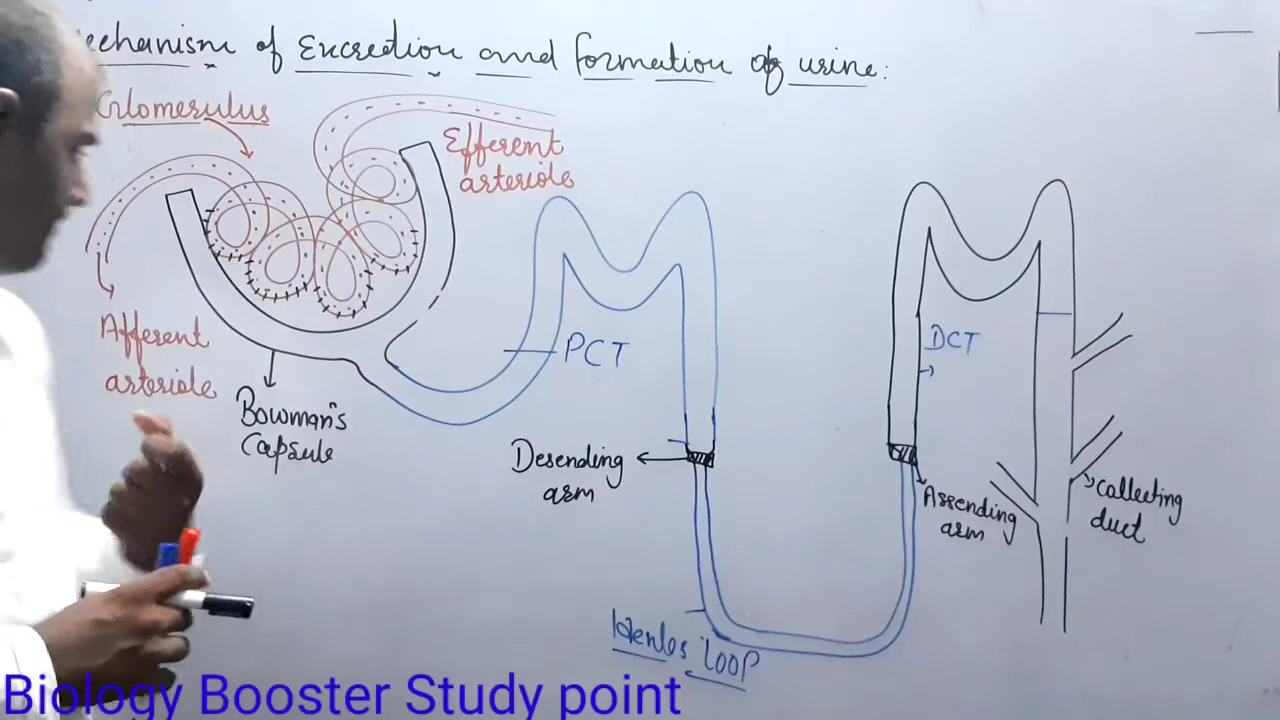 echanism of Excretion and formation of urine:
Glomerulus
Efferent
arteriole
Afferent
arteriole
Bowman's
Capsule
PCT
DCT
Desending
arm
Assending
arm
Collecting
duct
Henles loop
Biology Booster Study point